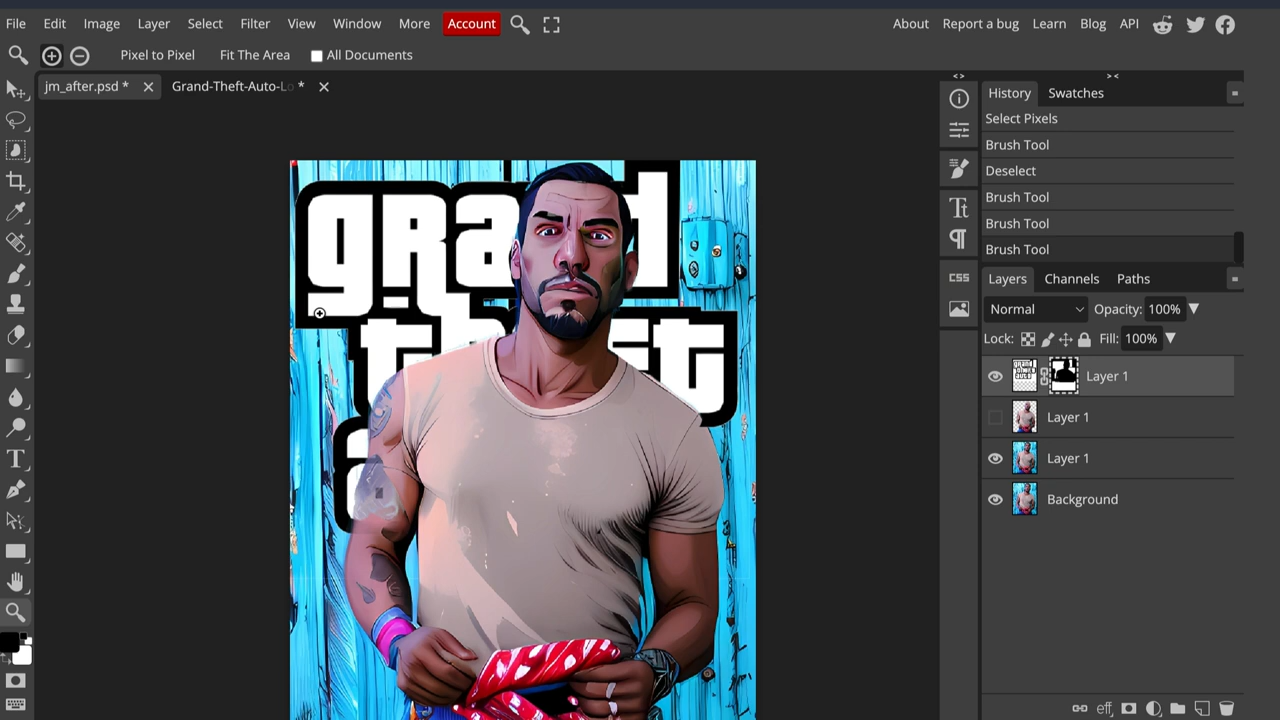 File Edit Image Layer Select Filter View Window More Account About Report a bug Learn Blog API
Pixel to Pixel Fit The Area All Documents
jm_after.psd * Grand-Theft-Auto-Lo *
History Swatches
Select Pixels
Brush Tool
Deselect
Brush Tool
Brush Tool
Brush Tool
CSS
Layers Channels Paths
Normal Opacity: 100%
Lock: Fill: 100%
Layer 1
Layer 1
Layer 1
Background
eff